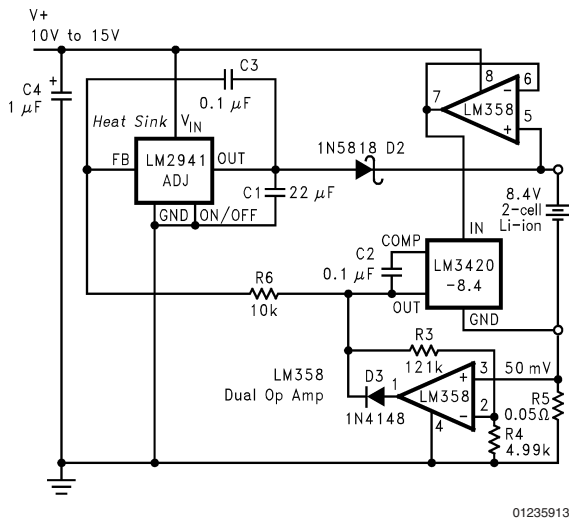 V+
10V to 15V
C4
+
1 μF
C3
0.1 μF
Heat Sink
VIN
FB
LM2941
ADJ
OUT
GND
ON/OFF
C1
22 μF
1N5818 D2
7
8
6
−
LM358
5
+
8.4V
2-cell
Li-ion
IN
COMP
C2
0.1 μF
LM3420
-8.4
OUT
GND
R6
10k
R3
121k
LM358
Dual Op Amp
D3
1N4148
1
3
+
LM358
2
−
4
50 mV
R5
0.05Ω
R4
4.99k
01235913